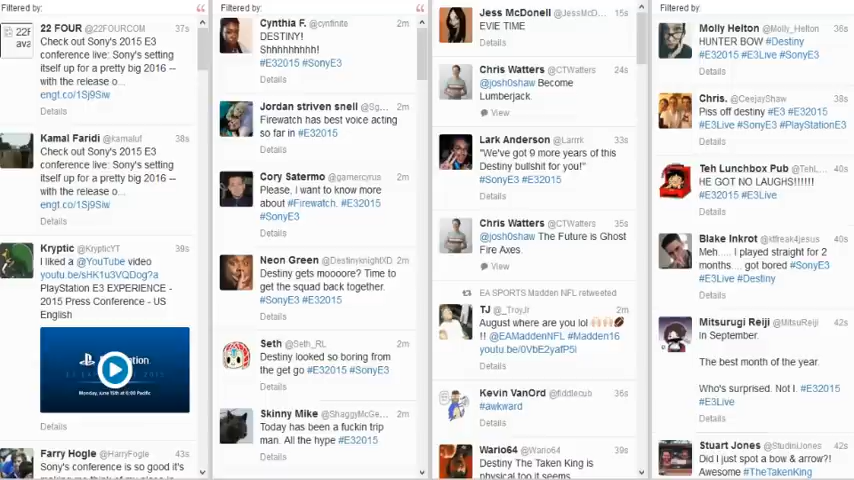 Filtered by:
22 FOUR @22FOURCOM 37s
Check out Sony's 2015 E3
conference live: Sony's setting
itself up for a pretty big 2016 --
with the release o...
engt.co/1Sj9Siw
Details
Kamal Faridi @kamaluf 38s
Check out Sony's 2015 E3
conference live: Sony's setting
itself up for a pretty big 2016 --
with the release o...
engt.co/1Sj9Siw
Details
Kryptic @KrypticYT 39s
I liked a @YouTube video
youtu.be/sHK1u3VQDog?a
PlayStation E3 EXPERIENCE -
2015 Press Conference - US
English
Details
Farry Hogle @HarryFogle 43s
Sony's conference is so good it's
Filtered by:
Cynthia F. @cynfinite 2m
DESTINY!
Shhhhhhhhh!
#E32015 #SonyE3
Details
Jordan striven snell @Sg... 2m
Firewatch has best voice acting
so far in #E32015
Details
Cory Satermo @gamercyrus 2m
Please, I want to know more
about #Firewatch. #E32015
#SonyE3
Details
Neon Green @DestinyknightXD 2m
Destiny gets moooore? Time to
get the squad back together.
#SonyE3 #E32015
Details
Seth @Seth_RL 2m
Destiny looked so boring from
the get go #E32015 #SonyE3
Details
Skinny Mike @ShaggyMcGe... 2m
Today has been a fuckin trip
man. All the hype #E32015
Details
Jess McDonell @JessMcD... 15s
EVIE TIME
Details
Chris Watters @CTWatters 24s
@josh0shaw Become
Lumberjack.
View
Lark Anderson @Larrrk 33s
"We've got 9 more years of this
Destiny bullshit for you!"
#SonyE3 #E32015
Details
Chris Watters @CTWatters 35s
@josh0shaw The Future is Ghost
Fire Axes.
View
EA SPORTS Madden NFL retweeted
TJ @_TroyJr 2m
August where are you lol 🙌🏻🙌🏻🏈
!! @EAMaddenNFL #Madden16
youtu.be/0VbE2yafP5I
Details
Kevin VanOrd @fiddlecub 36s
#awkward
Details
Wario64 @Wario64 39s
Destiny The Taken King is
physical too it seems
Filtered by:
Molly Helton @Molly_Helton 36s
HUNTER BOW #Destiny
#E32015 #E3Live #SonyE3
Details
Chris. @CeejayShaw 38s
Piss off destiny #E3 #E32015
#E3Live #SonyE3 #PlayStationE3
Details
Teh Lunchbox Pub @TehL... 40s
HE GOT NO LAUGHS!!!!!!
#E32015 #E3Live
Details
Blake Inkrot @ktfreak4jesus 40s
Meh.... I played straight for 2
months.... got bored #SonyE3
#E3Live #Destiny
Details
Mitsurugi Reiji @MitsuReiji 42s
In September.
The best month of the year.
Who's surprised. Not I. #E32015
#E3Live
Details
Stuart Jones @StudiniJones 42s
Did I just spot a bow & arrow?!
Awesome #TheTakenKing